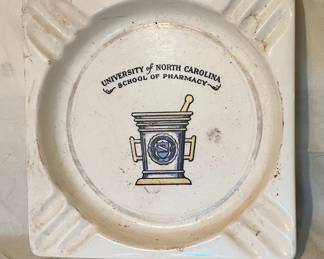 UNIVERSITY of NORTH CAROLINA
SCHOOL OF PHARMACY